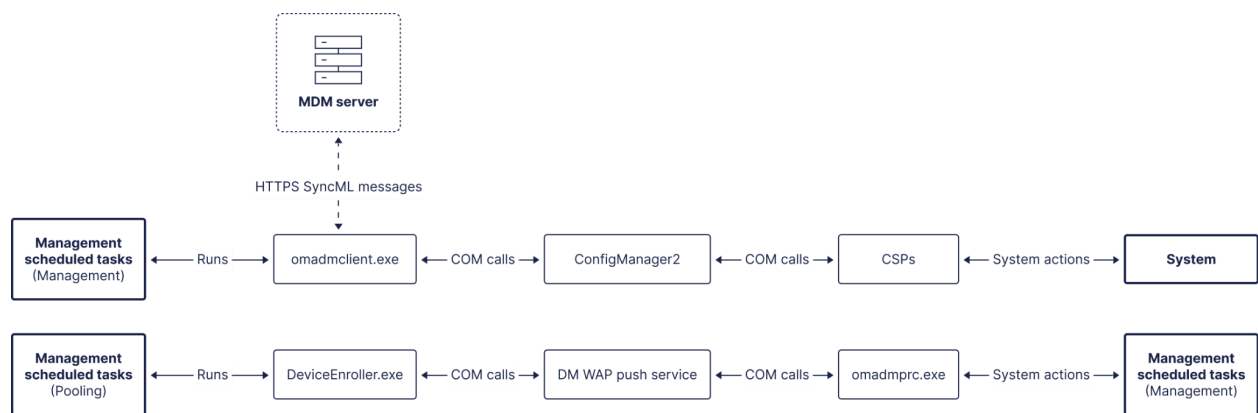 MDM server
HTTPS SyncML messages
Management
scheduled tasks
(Management)
Runs
omadmclient.exe
COM calls
ConfigManager2
COM calls
CSPs
System actions
System
Management
scheduled tasks
(Pooling)
Runs
DeviceEnroller.exe
COM calls
DM WAP push service
COM calls
omadmprc.exe
System actions
Management
scheduled tasks
(Management)